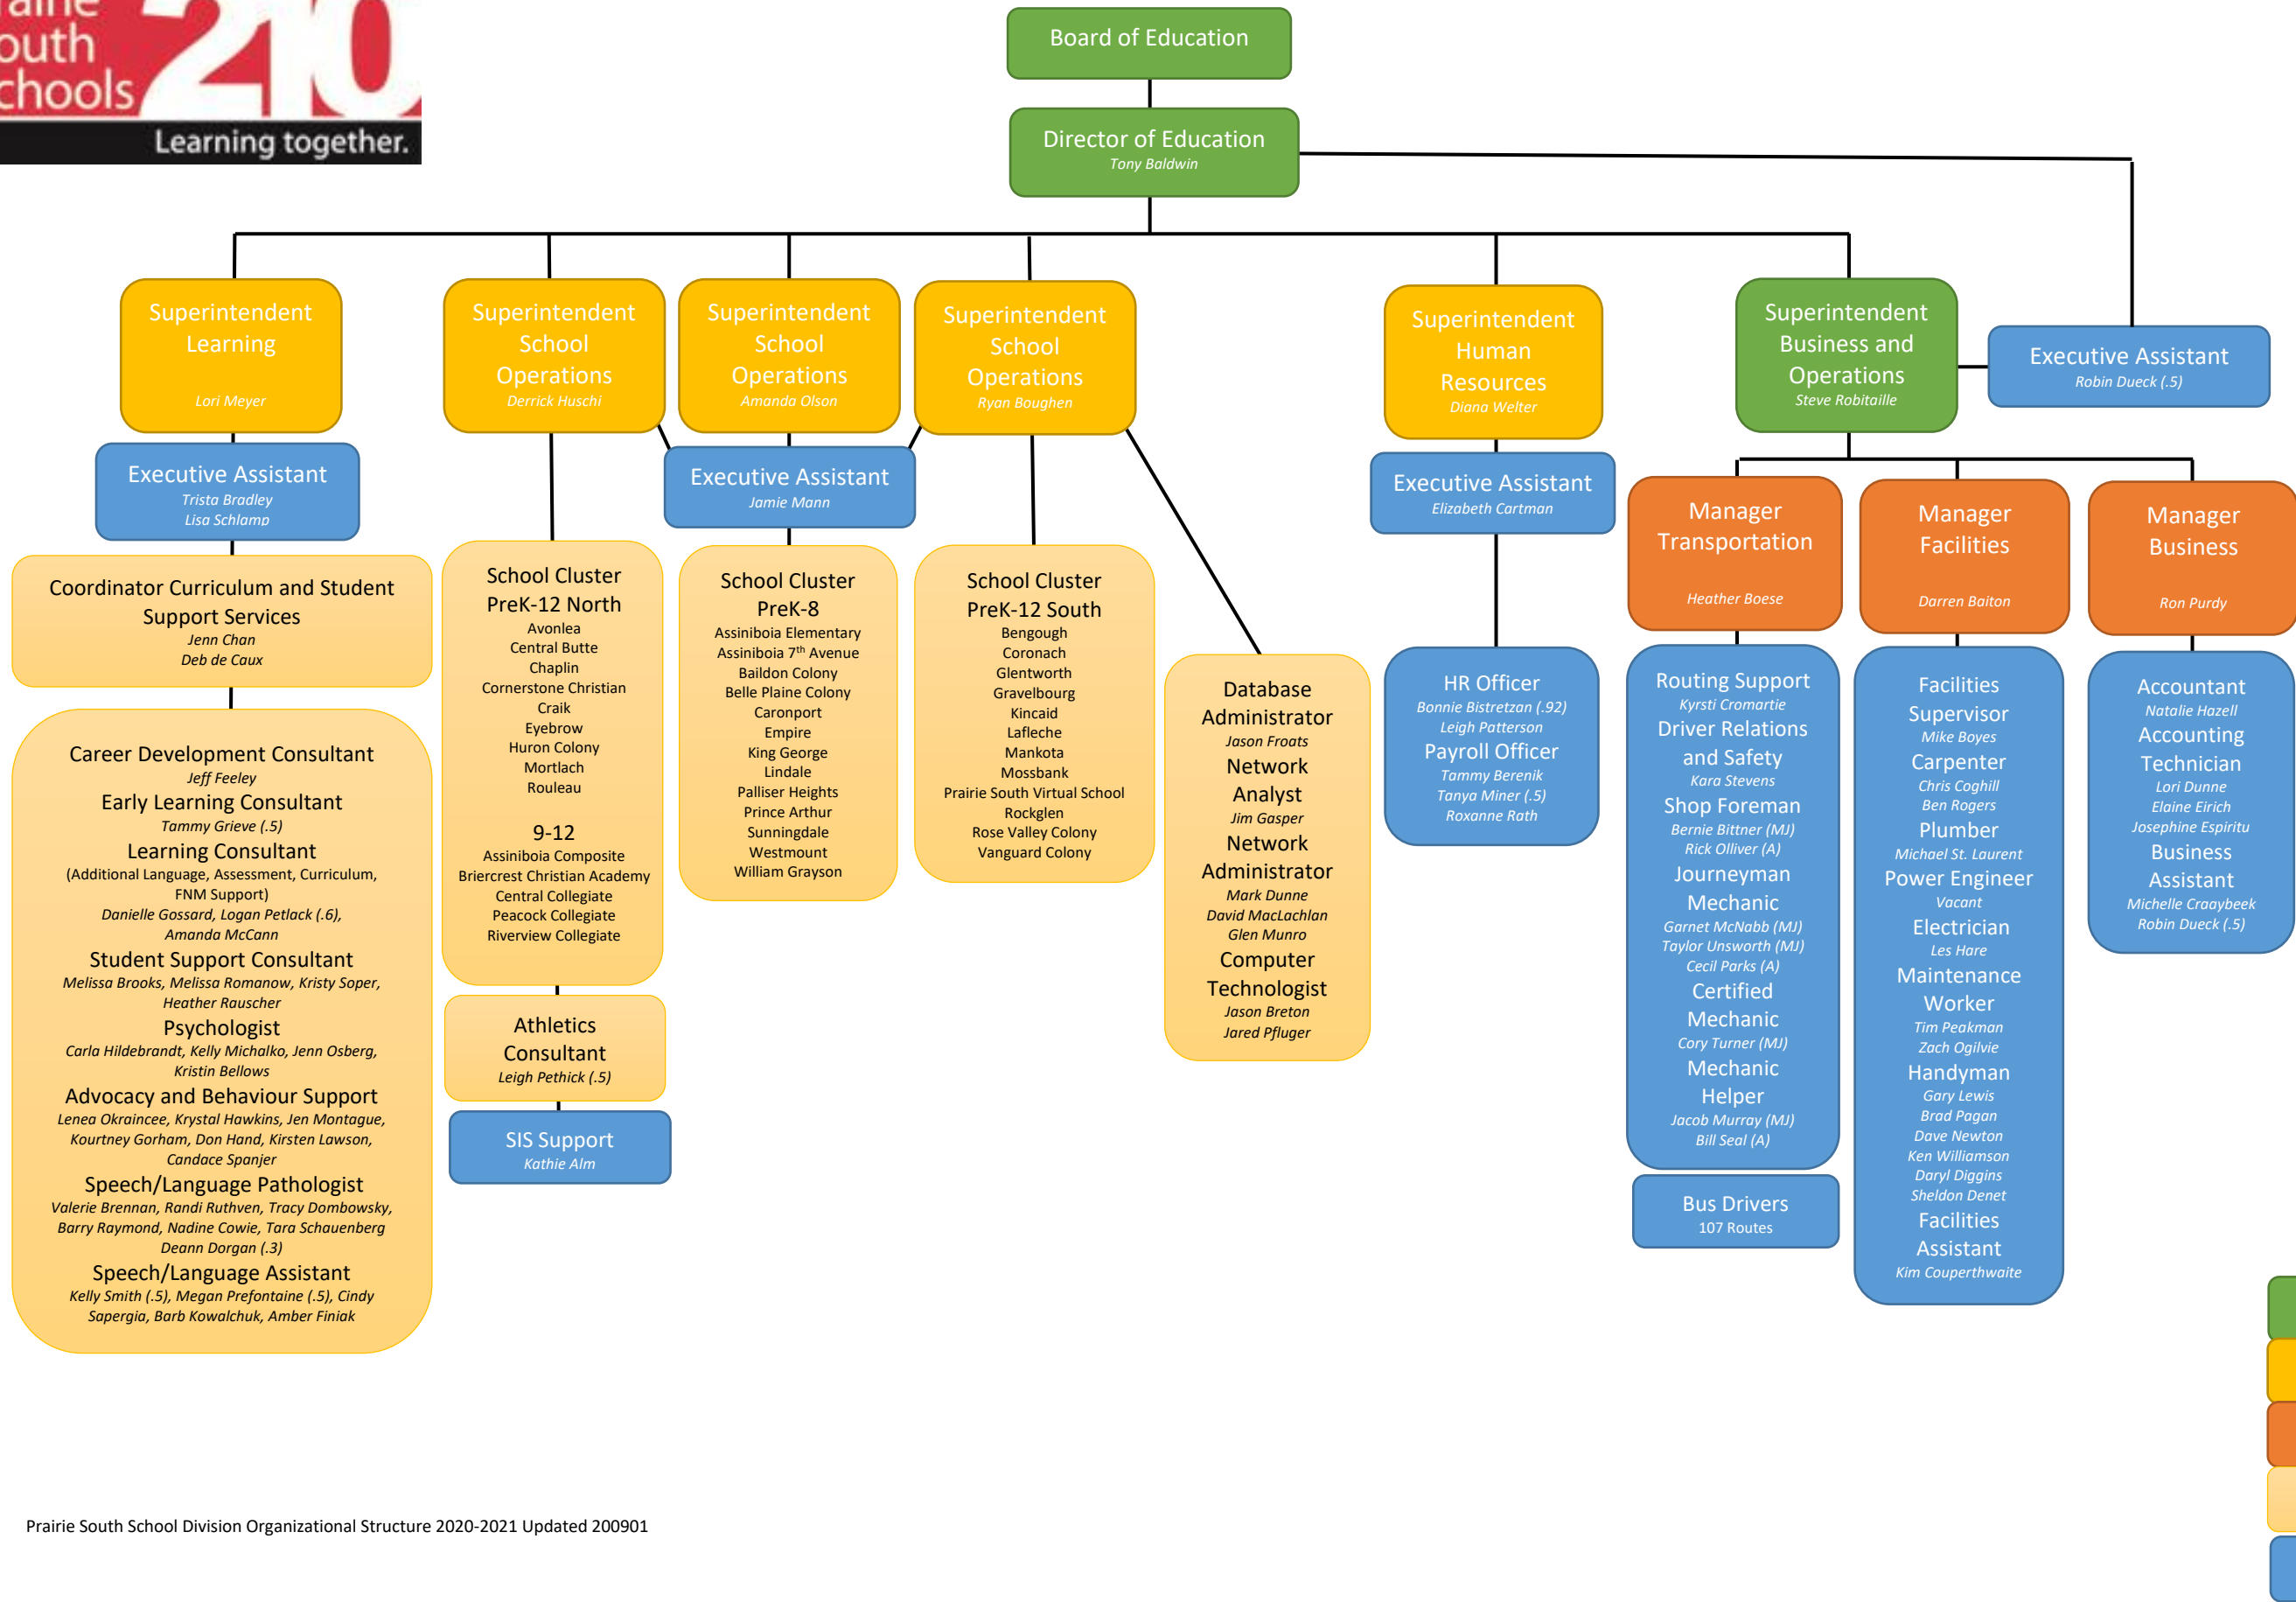 outh
chools
210
Learning together.
Board of Education
Director of Education
Tony Baldwin
Superintendent
Learning
Lori Meyer
Superintendent
School
Operations
Derrick Huschi
Superintendent
School
Operations
Amanda Olson
Superintendent
School
Operations
Ryan Boughen
Superintendent
Human
Resources
Diana Welter
Superintendent
Business and
Operations
Steve Robitaille
Executive Assistant
Robin Dueck (.5)
Executive Assistant
Trista Bradley
Lisa Schlamp
Executive Assistant
Jamie Mann
Executive Assistant
Elizabeth Cartman
Manager
Transportation
Heather Boese
Manager
Facilities
Darren Baiton
Manager
Business
Ron Purdy
Coordinator Curriculum and Student
Support Services
Jenn Chan
Deb de Caux
Career Development Consultant
Jeff Feeley
Early Learning Consultant
Tammy Grieve (.5)
Learning Consultant
(Additional Language, Assessment, Curriculum,
FNM Support)
Danielle Gossard, Logan Petlack (.6),
Amanda McCann
Student Support Consultant
Melissa Brooks, Melissa Romanow, Kristy Soper,
Heather Rauscher
Psychologist
Carla Hildebrandt, Kelly Michalko, Jenn Osberg,
Kristin Bellows
Advocacy and Behaviour Support
Lenea Okraincee, Krystal Hawkins, Jen Montague,
Kourtney Gorham, Don Hand, Kirsten Lawson,
Candace Spanjer
Speech/Language Pathologist
Valerie Brennan, Randi Ruthven, Tracy Dombowsky,
Barry Raymond, Nadine Cowie, Tara Schauenberg
Deann Dorgan (.3)
Speech/Language Assistant
Kelly Smith (.5), Megan Prefontaine (.5), Cindy
Sapergia, Barb Kowalchuk, Amber Finiak
School Cluster
PreK-12 North
Avonlea
Central Butte
Chaplin
Cornerstone Christian
Craik
Eyebrow
Huron Colony
Mortlach
Rouleau
9-12
Assiniboia Composite
Briercrest Christian Academy
Central Collegiate
Peacock Collegiate
Riverview Collegiate
Athletics
Consultant
Leigh Pethick (.5)
SIS Support
Kathie Alm
School Cluster
PreK-8
Assiniboia Elementary
Assiniboia 7th Avenue
Baildon Colony
Belle Plaine Colony
Caronport
Empire
King George
Lindale
Palliser Heights
Prince Arthur
Sunningdale
Westmount
William Grayson
School Cluster
PreK-12 South
Bengough
Coronach
Glentworth
Gravelbourg
Kincaid
Lafleche
Mankota
Mossbank
Prairie South Virtual School
Rockglen
Rose Valley Colony
Vanguard Colony
Database
Administrator
Jason Froats
Network
Analyst
Jim Gasper
Network
Administrator
Mark Dunne
David MacLachlan
Glen Munro
Computer
Technologist
Jason Breton
Jared Pfluger
HR Officer
Bonnie Bistretzan (.92)
Leigh Patterson
Payroll Officer
Tammy Berenik
Tanya Miner (.5)
Roxanne Rath
Routing Support
Kyrsti Cromartie
Driver Relations
and Safety
Kara Stevens
Shop Foreman
Bernie Bittner (MJ)
Rick Olliver (A)
Journeyman
Mechanic
Garnet McNabb (MJ)
Taylor Unsworth (MJ)
Cecil Parks (A)
Certified
Mechanic
Cory Turner (MJ)
Mechanic
Helper
Jacob Murray (MJ)
Bill Seal (A)
Bus Drivers
107 Routes
Facilities
Supervisor
Mike Boyes
Carpenter
Chris Coghill
Ben Rogers
Plumber
Michael St. Laurent
Power Engineer
Vacant
Electrician
Les Hare
Maintenance
Worker
Tim Peakman
Zach Ogilvie
Handyman
Gary Lewis
Brad Pagan
Dave Newton
Ken Williamson
Daryl Diggins
Sheldon Denet
Facilities
Assistant
Kim Couperthwaite
Accountant
Natalie Hazell
Accounting
Technician
Lori Dunne
Elaine Eirich
Josephine Espiritu
Business
Assistant
Michelle Craaybeek
Robin Dueck (.5)
Prairie South School Division Organizational Structure 2020-2021 Updated 200901